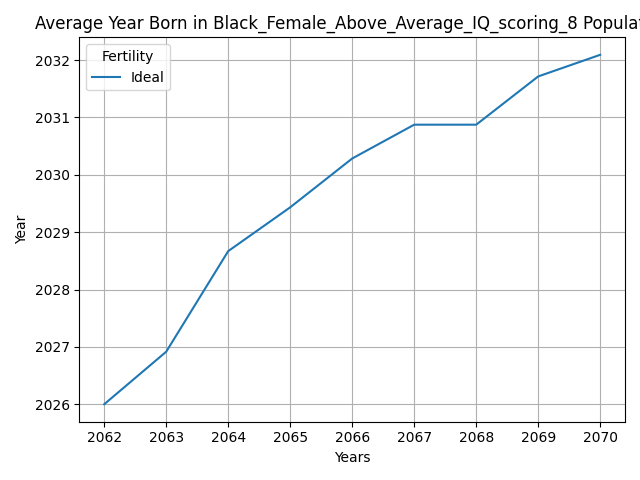 Average Year Born in Black_Female_Above_Average_IQ_scoring_8 Populat
Fertility
Ideal
2032
2031
2030
2029
2028
2027
2026
Year
2062 2063 2064 2065 2066 2067 2068 2069 2070
Years